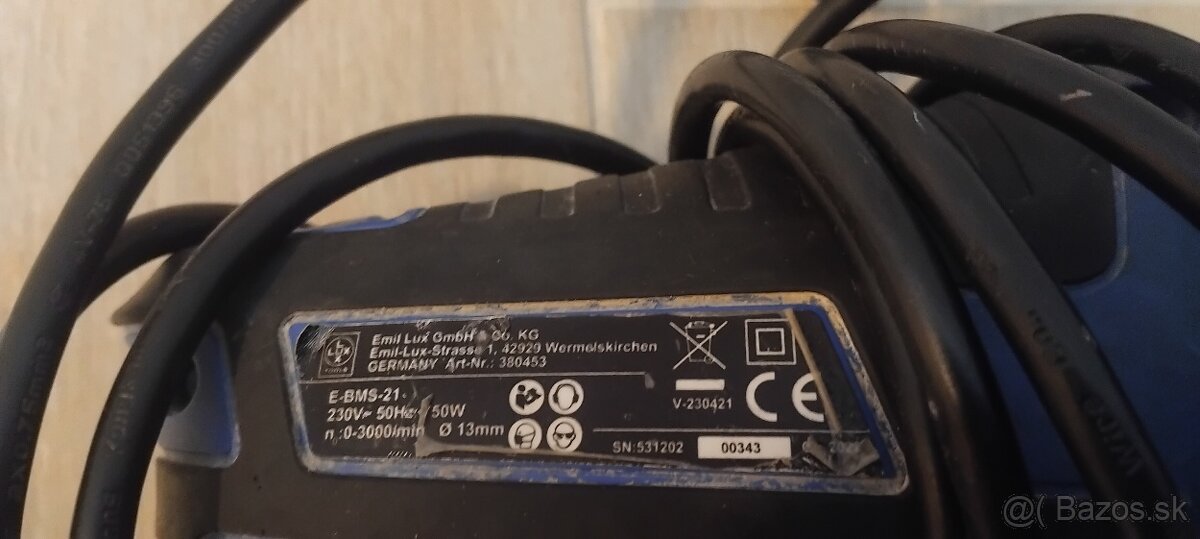 LUX
Emil Lux GmbH & Co. KG
Emil-Lux-Strasse 1, 42929 Wermelskirchen
GERMANY Art-Nr.: 380453
E-BMS-21
230V~ 50Hz 750W
n :0-3000/min Ø 13mm
V-230421
CE
SN:531202 00343
@( Bazos.sk